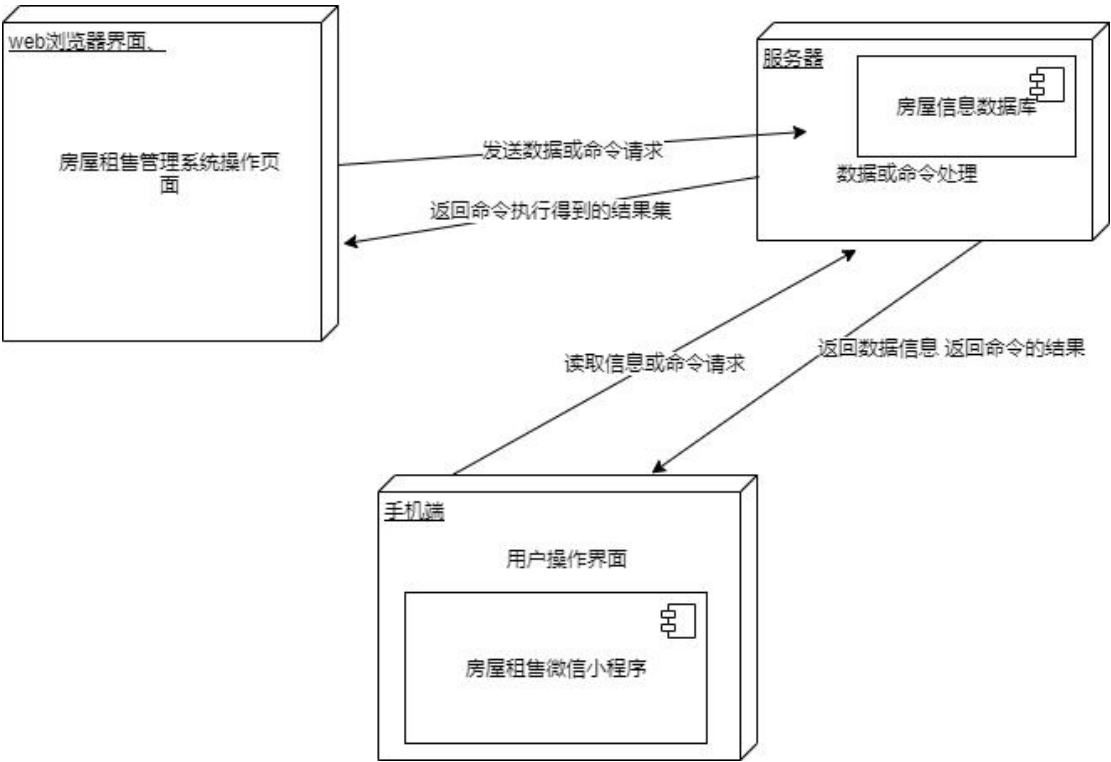 web浏览器界面、
房屋租售管理系统操作页
面
服务器
房屋信息数据库
数据或命令处理
发送数据或命令请求
返回命令执行得到的结果集
读取信息或命令请求
返回数据信息 返回命令的结果
手机端
用户操作界面
房屋租售微信小程序